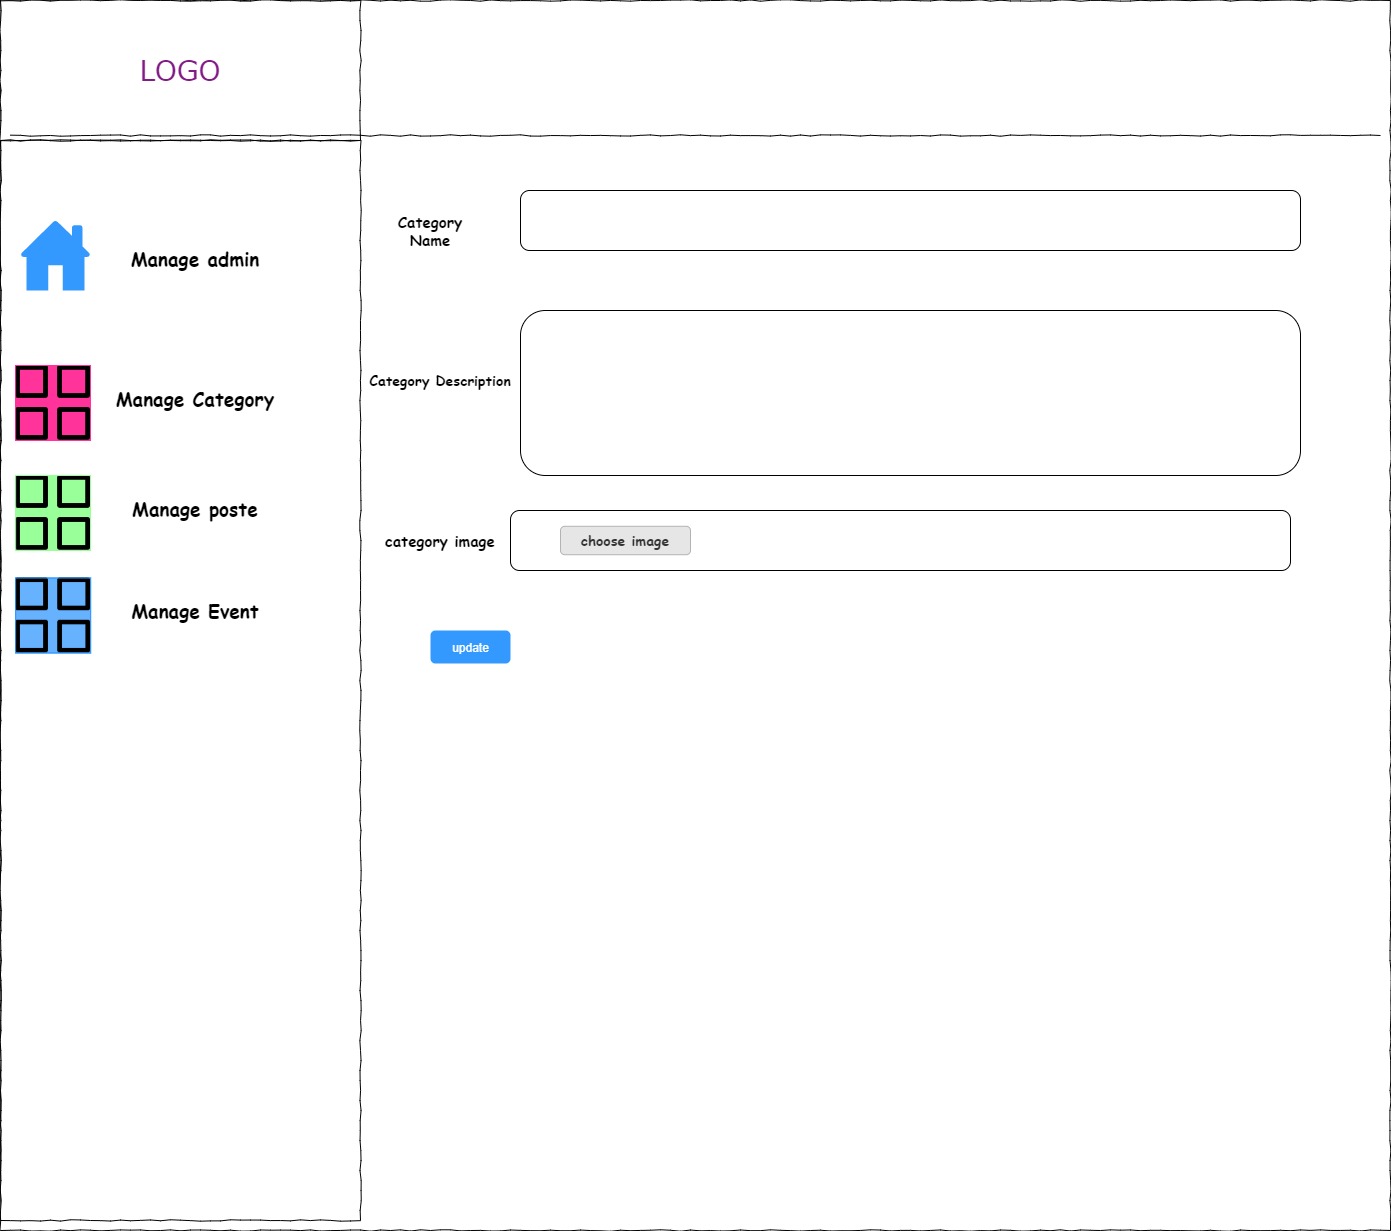 LOGO
Manage admin
Manage Category
Manage poste
Manage Event
Category
Name
Category Description
category image
choose image
update